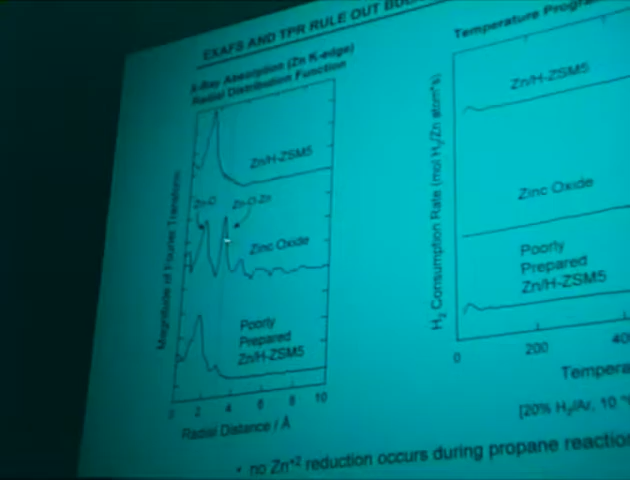 EXAFS AND TPR RULE OUT
X-Ray Absorption (Zn K-edge)
Radial Distribution Function
Magnitude of Fourier Transform
Zn/H-ZSM5
Zn-O
Zn-O-Zn
Zinc Oxide
Poorly
Prepared
Zn/H-ZSM5
0 2 4 6 8 10
Radial Distance / Å
Temperature
H2 Consumption Rate (mol H2/Zn atom*s)
Zn/H-ZSM5
Zinc Oxide
Poorly
Prepared
Zn/H-ZSM5
0 200
Tempera
[20% H2/Ar, 10
• no Zn+2 reduction occurs during propane reaction